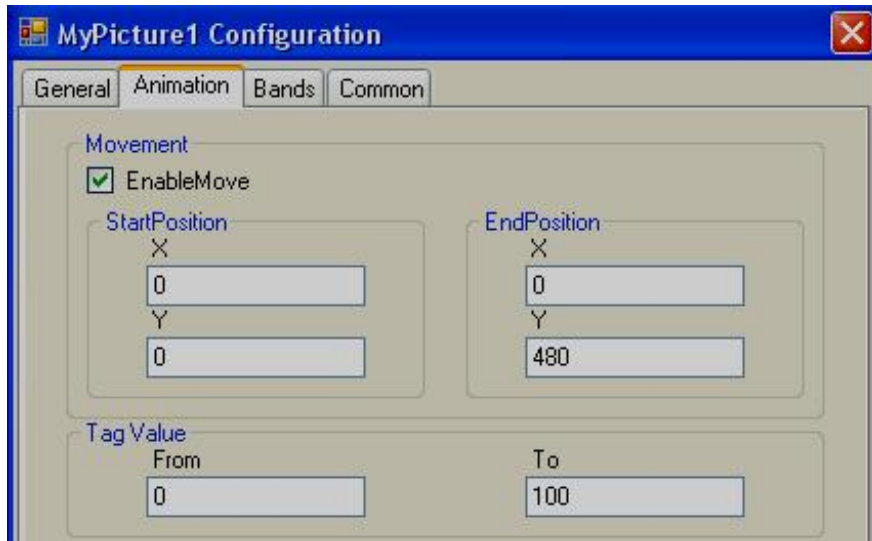 MyPicture1 Configuration
General Animation Bands Common
Movement
EnableMove
StartPosition EndPosition
X X
0 0
Y Y
0 480
Tag Value
From To
0 100